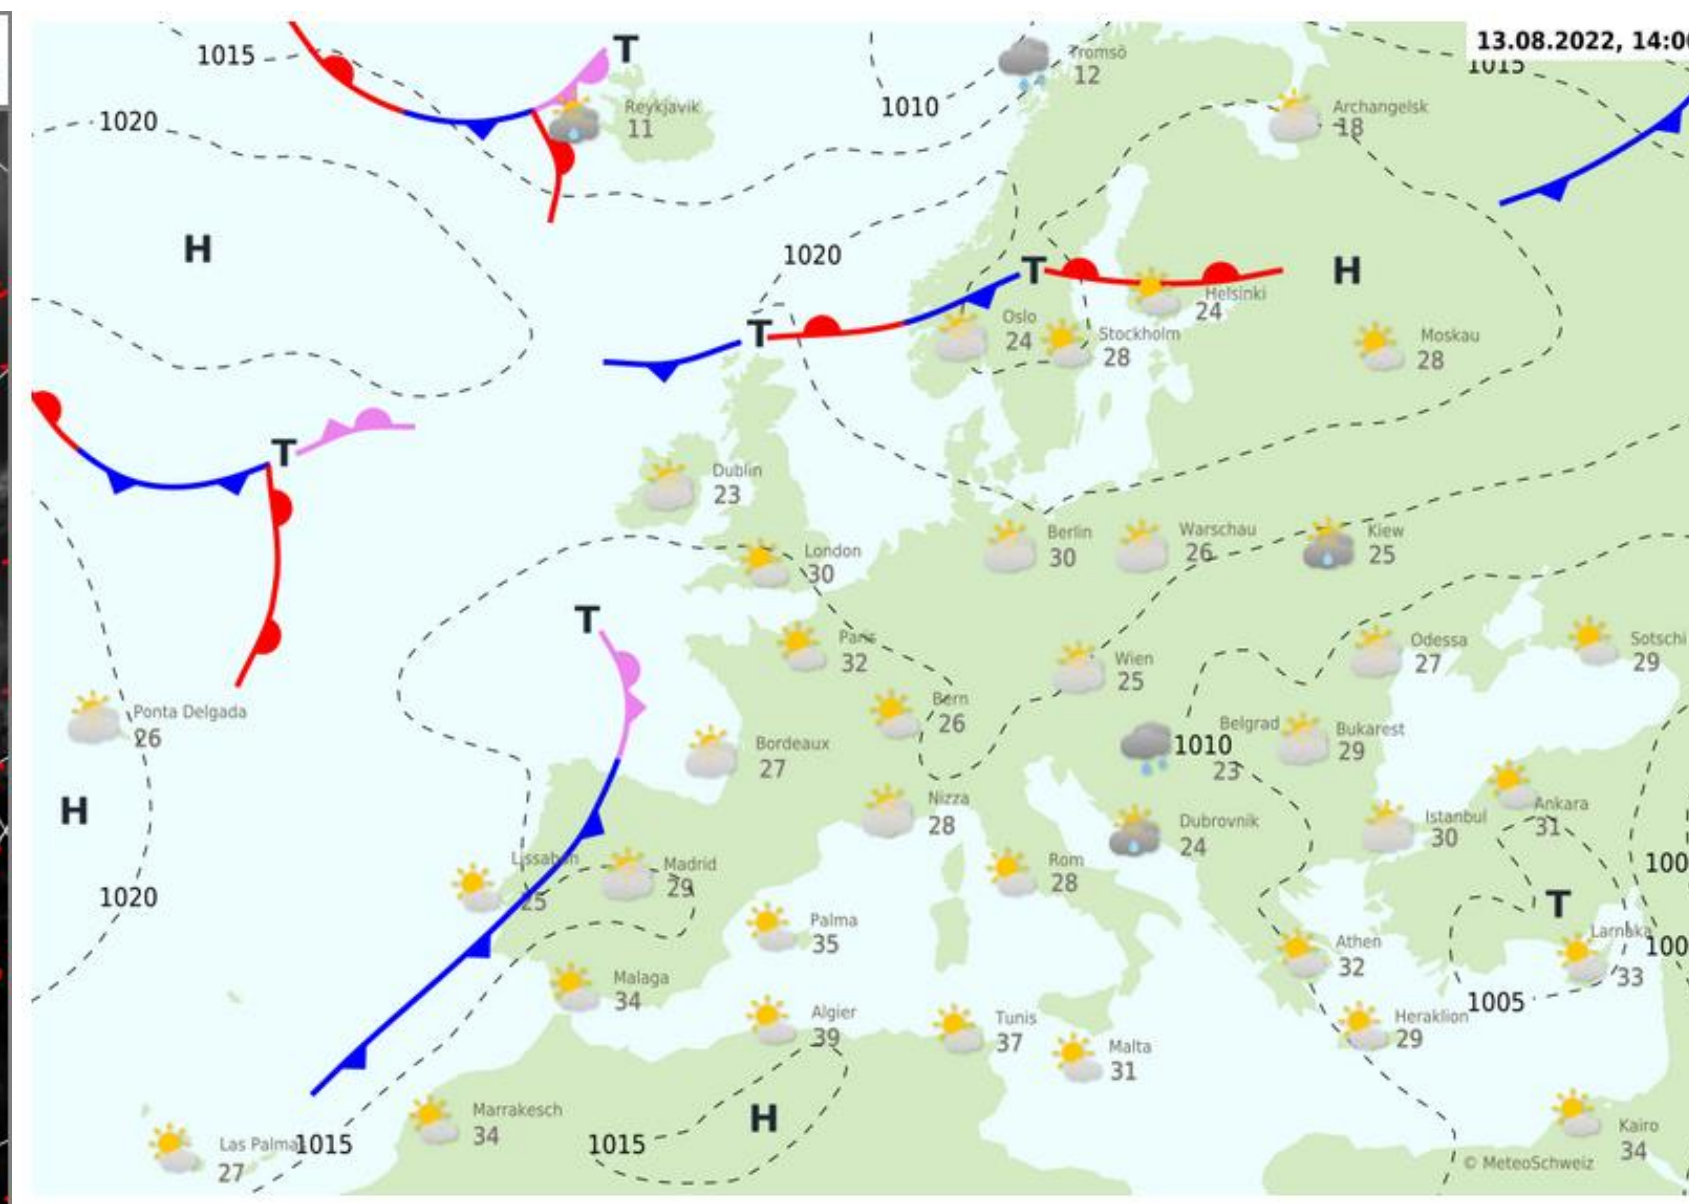 13.08.2022, 14:00
1015
T
Tromsö
12
1015
1010
Reykjavik
11
Archangelsk
18
1020
H
1020
T
H
Helsinki
24
Oslo
24
Stockholm
28
T
Moskau
28
T
Dublin
23
Berlin
30
Warschau
26
Kiew
25
London
30
T
Paris
32
Wien
25
Odessa
27
Sotschi
29
Ponta Delgada
26
Bern
26
Bordeaux
27
Belgrad
1010
23
Bukarest
29
H
Nizza
28
Dubrovnik
24
Istanbul
30
Ankara
31
Lissabon
25
Madrid
29
Rom
28
100
1020
T
Palma
35
Athen
32
Larnaka
33
100
Malaga
34
1005
Algier
39
Tunis
37
Heraklion
29
Malta
31
Marrakesch
34
H
Las Palmas
27
1015
1015
Kairo
34
© MeteoSchweiz